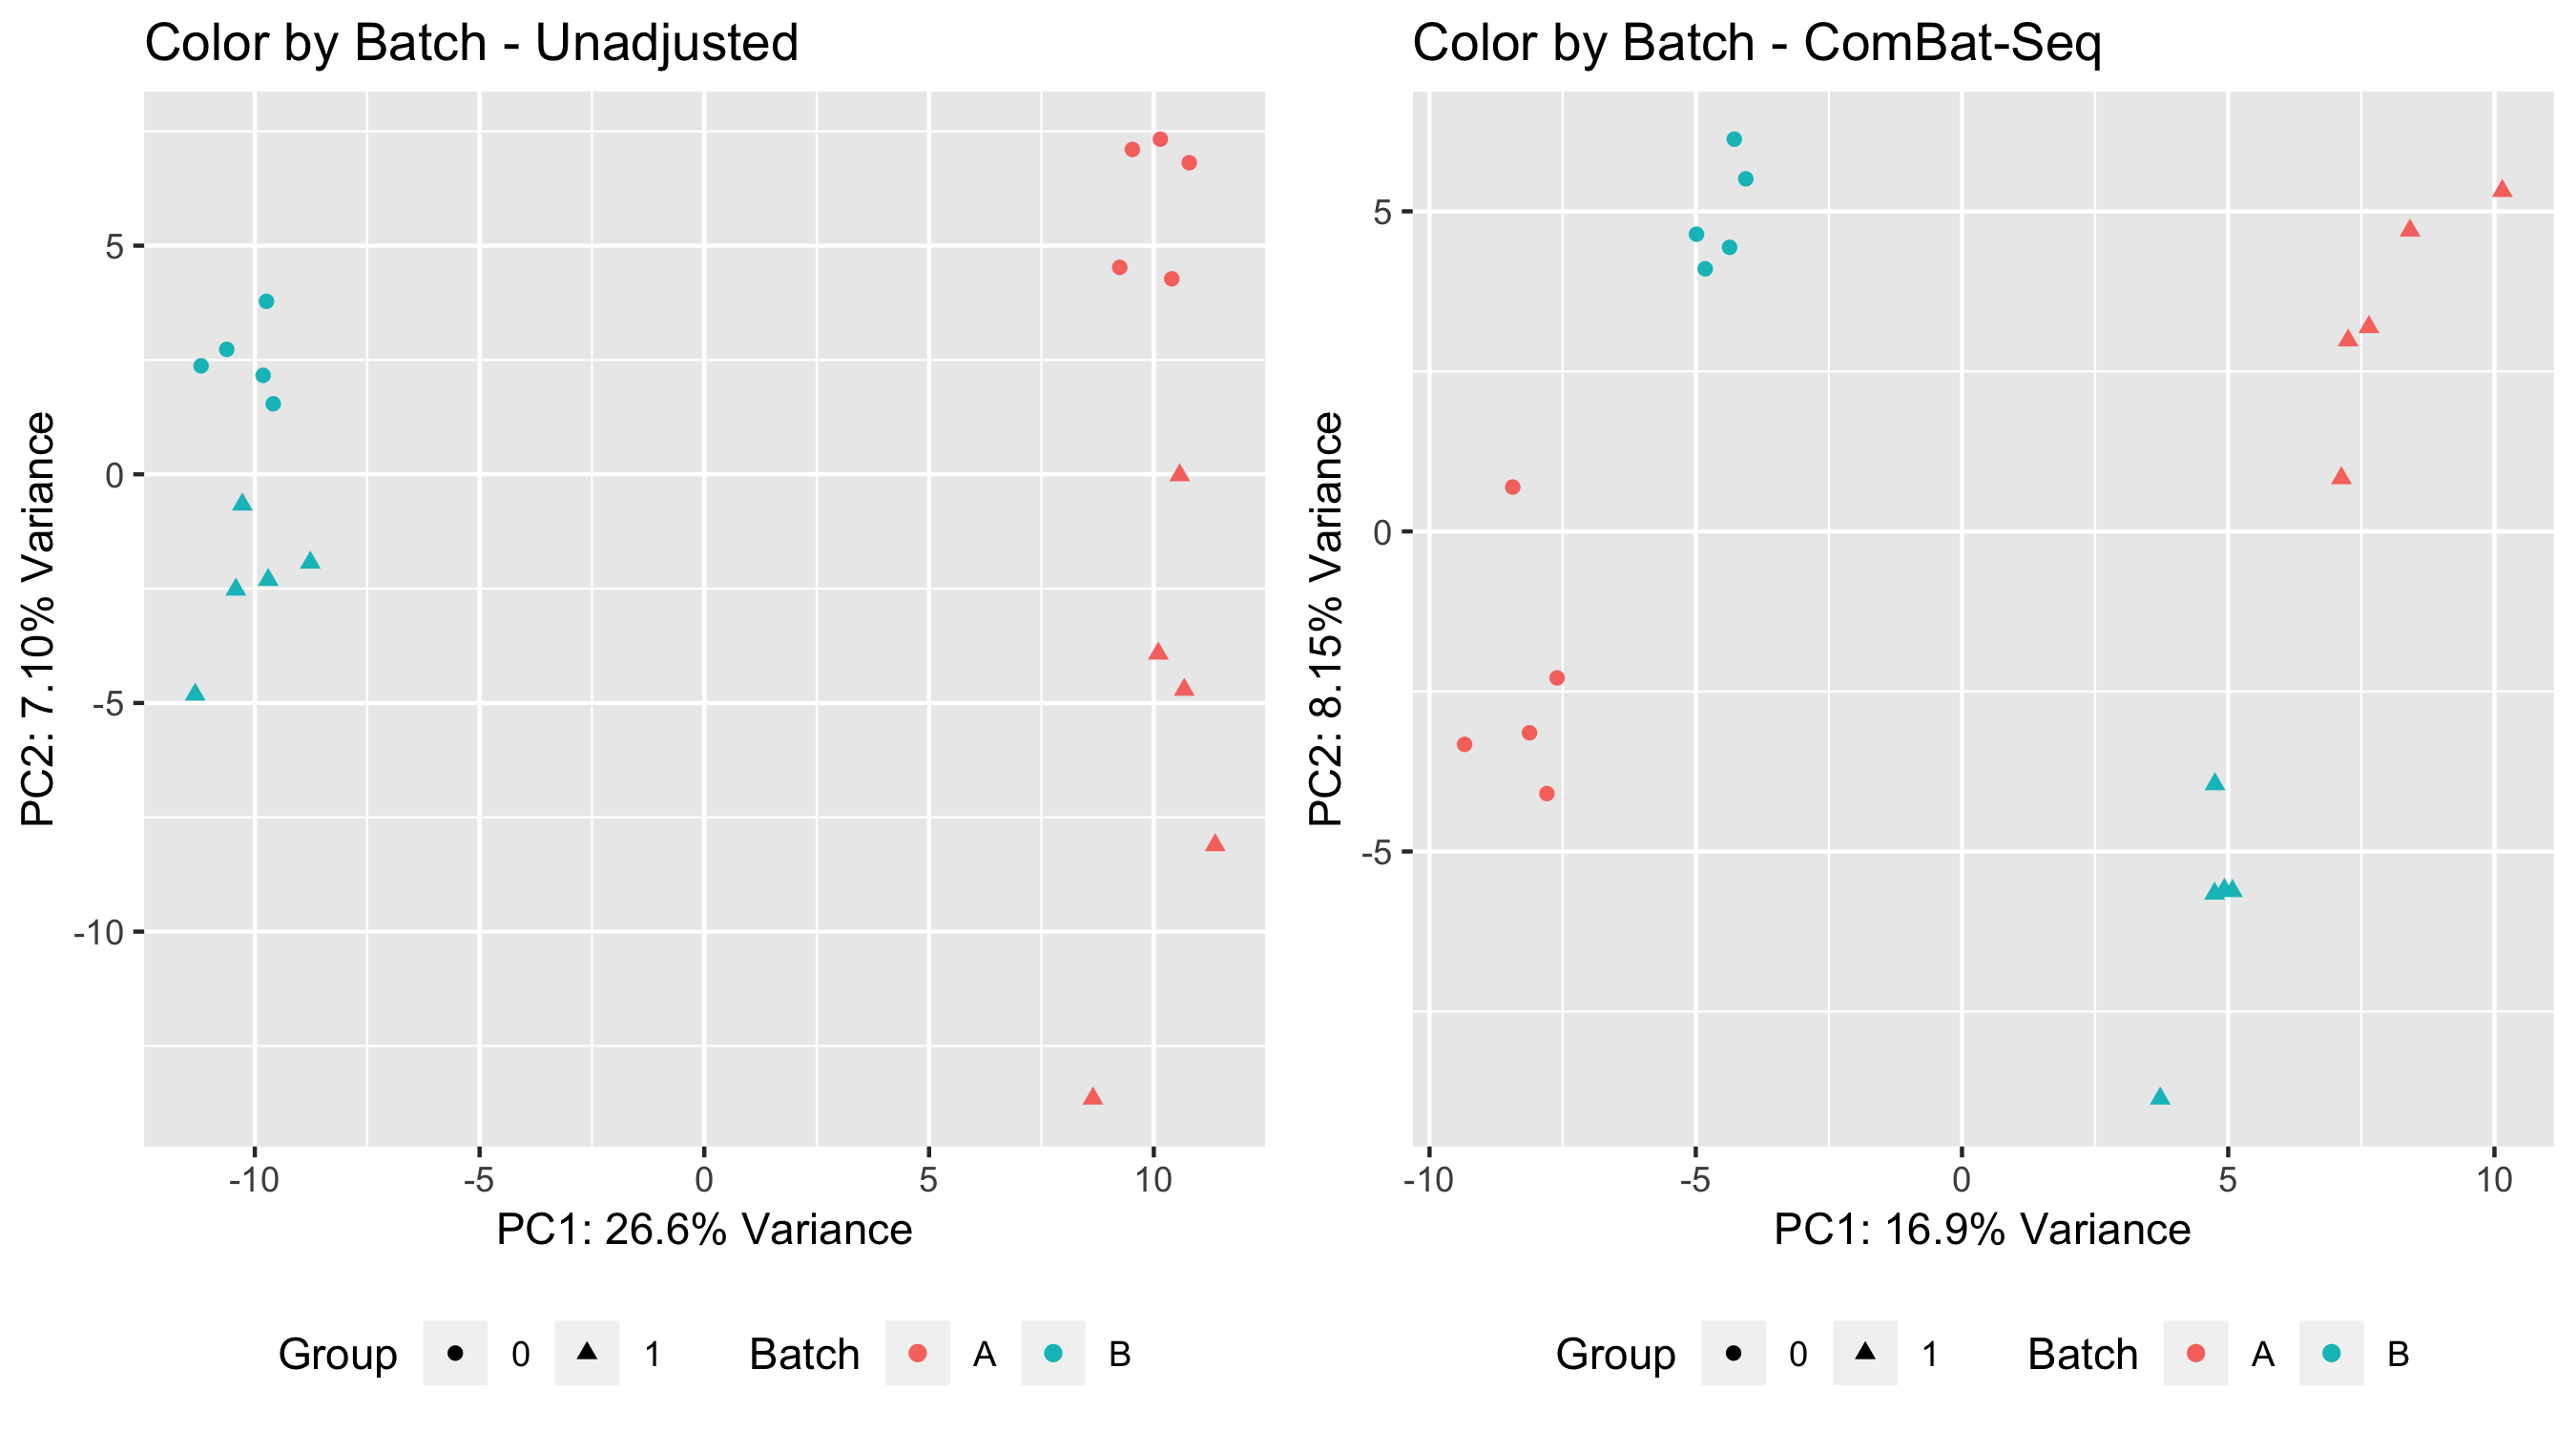 Color by Batch - Unadjusted
PC2: 7.10% Variance
5
0
-5
-10
-10 -5 0 5 10
PC1: 26.6% Variance
Group 0 1 Batch A B
Color by Batch - ComBat-Seq
PC2: 8.15% Variance
5
0
-5
-10 -5 0 5 10
PC1: 16.9% Variance
Group 0 1 Batch A B